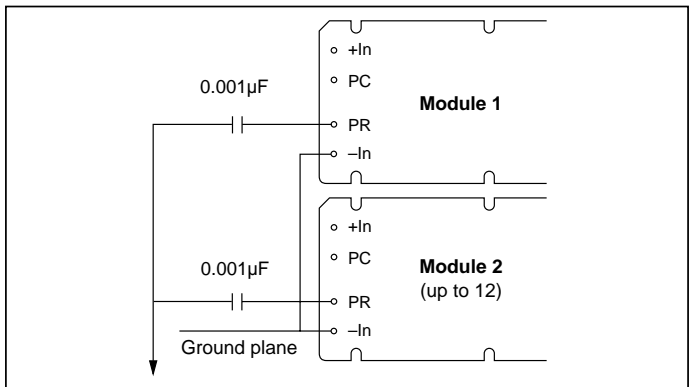 +In
PC
0.001µF
Module 1
PR
–In
+In
PC
0.001µF
Module 2
(up to 12)
PR
–In
Ground plane